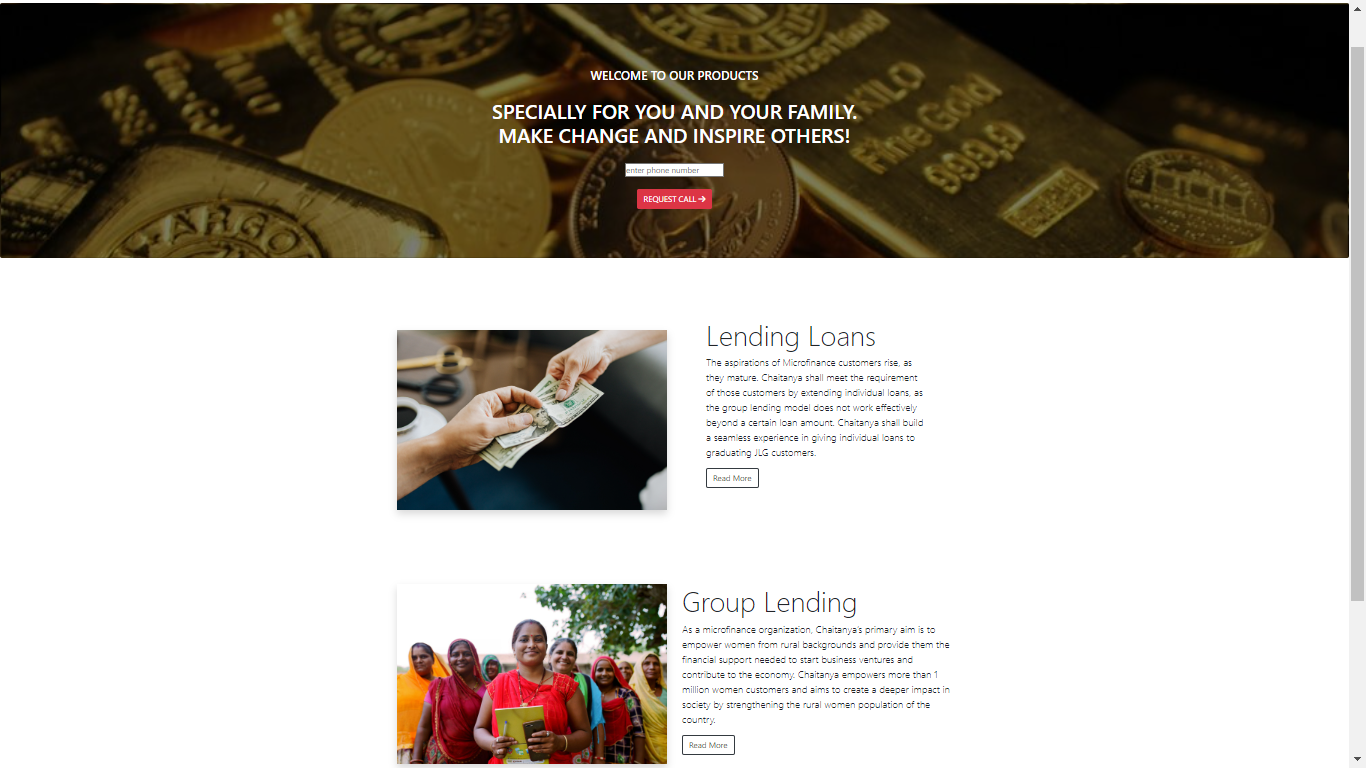 WELCOME TO OUR PRODUCTS
SPECIALLY FOR YOU AND YOUR FAMILY.
MAKE CHANGE AND INSPIRE OTHERS!
enter phone number
REQUEST CALL →
Fine Gold
999,9
KILO
Lending Loans
The aspirations of Microfinance customers rise, as
they mature. Chaitanya shall meet the requirement
of those customers by extending individual loans, as
the group lending model does not work effectively
beyond a certain loan amount. Chaitanya shall build
a seamless experience in giving individual loans to
graduating JLG customers.
Read More
Group Lending
As a microfinance organization, Chaitanya's primary aim is to
empower women from rural backgrounds and provide them the
financial support needed to start business ventures and
contribute to the economy. Chaitanya empowers more than 1
million women customers and aims to create a deeper impact in
society by strengthening the rural women population of the
country.
Read More